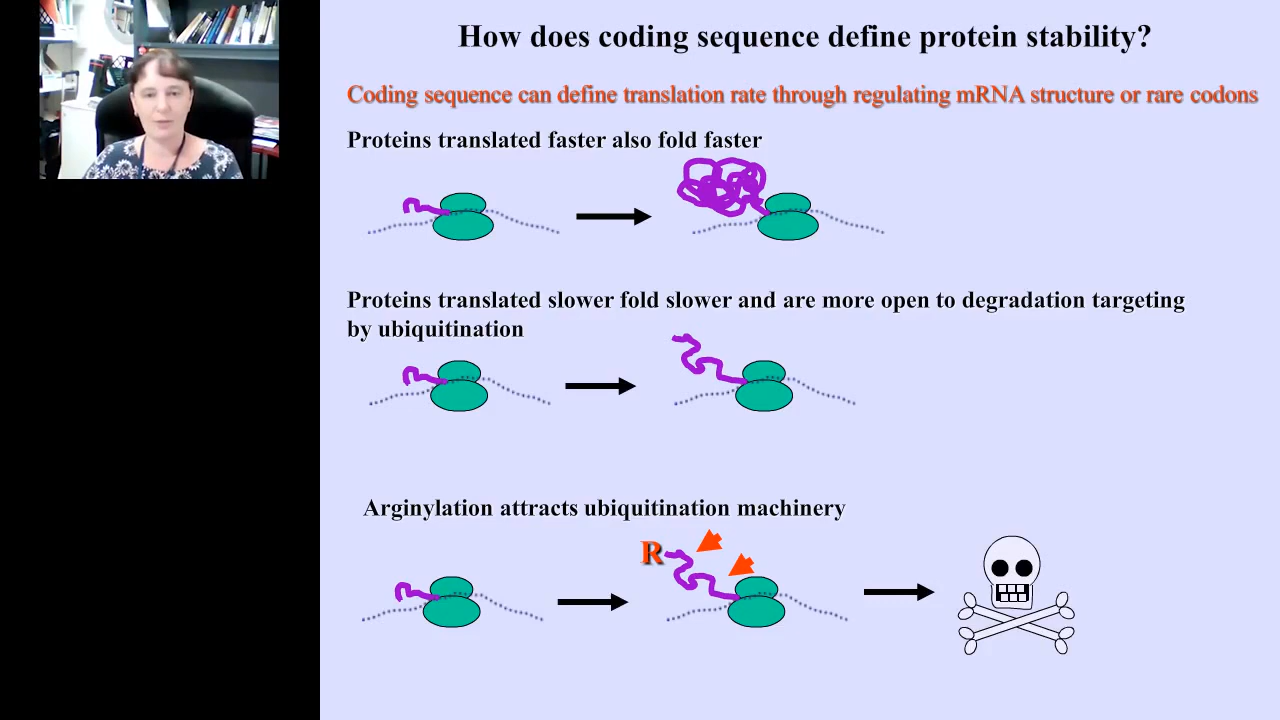 How does coding sequence define protein stability?
Coding sequence can define translation rate through regulating mRNA structure or rare codons
Proteins translated faster also fold faster
Proteins translated slower fold slower and are more open to degradation targeting
by ubiquitination
Arginylation attracts ubiquitination machinery
R